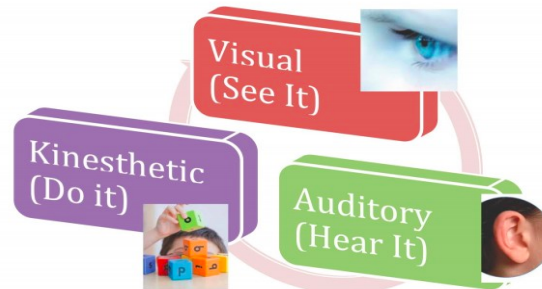 Visual
(See It)
Kinesthetic
(Do it)
Auditory
(Hear It)